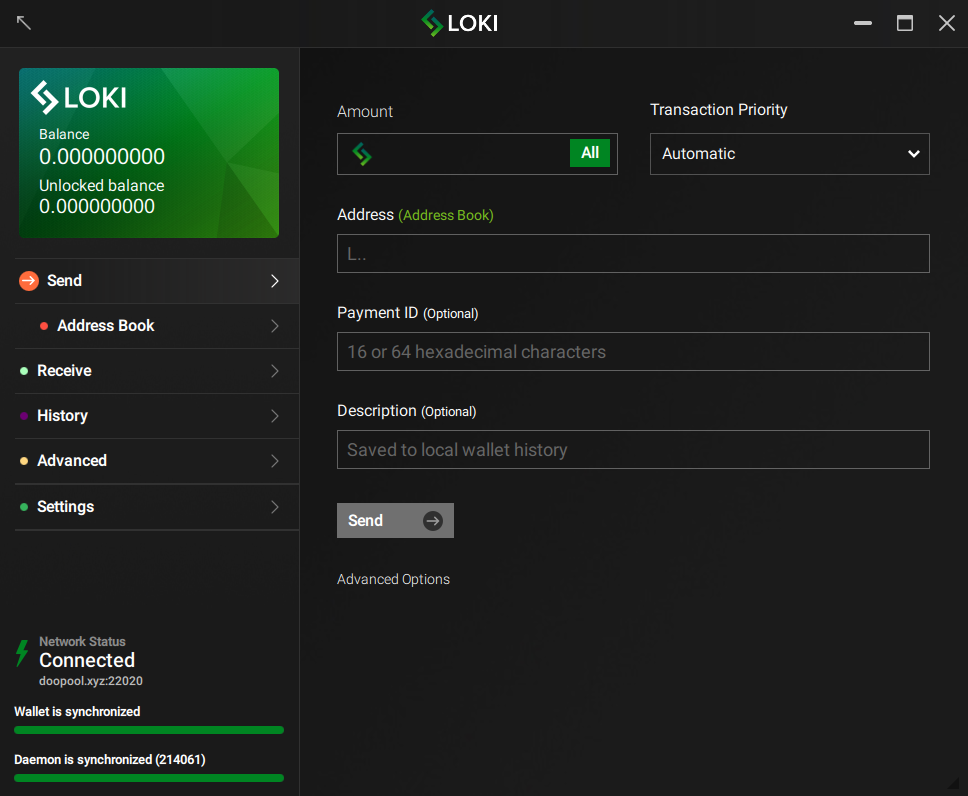 LOKI
LOKI
Balance
0.000000000
Unlocked balance
0.000000000
Send
Address Book
Receive
History
Advanced
Settings
Network Status
Connected
doopool.xyz:22020
Wallet is synchronized
Daemon is synchronized (214061)
Amount
All
Transaction Priority
Automatic
Address (Address Book)
L..
Payment ID (Optional)
16 or 64 hexadecimal characters
Description (Optional)
Saved to local wallet history
Send
Advanced Options